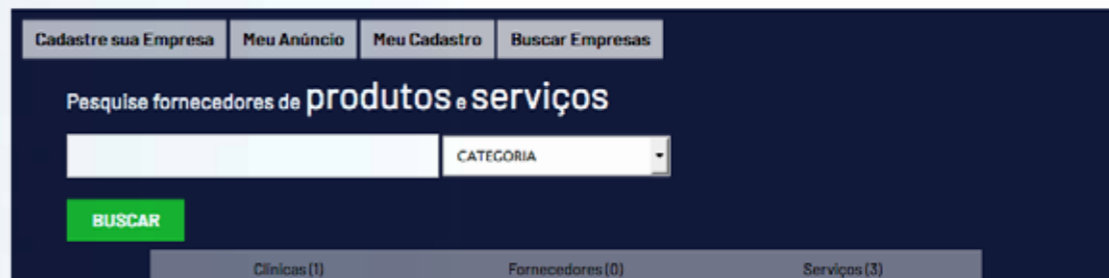 Cadastre sua Empresa Meu Anúncio Meu Cadastro Buscar Empresas
Pesquise fornecedores de produtos e serviços
CATEGORIA
BUSCAR
Clínicas (1) Fornecedores (0) Serviços (3)